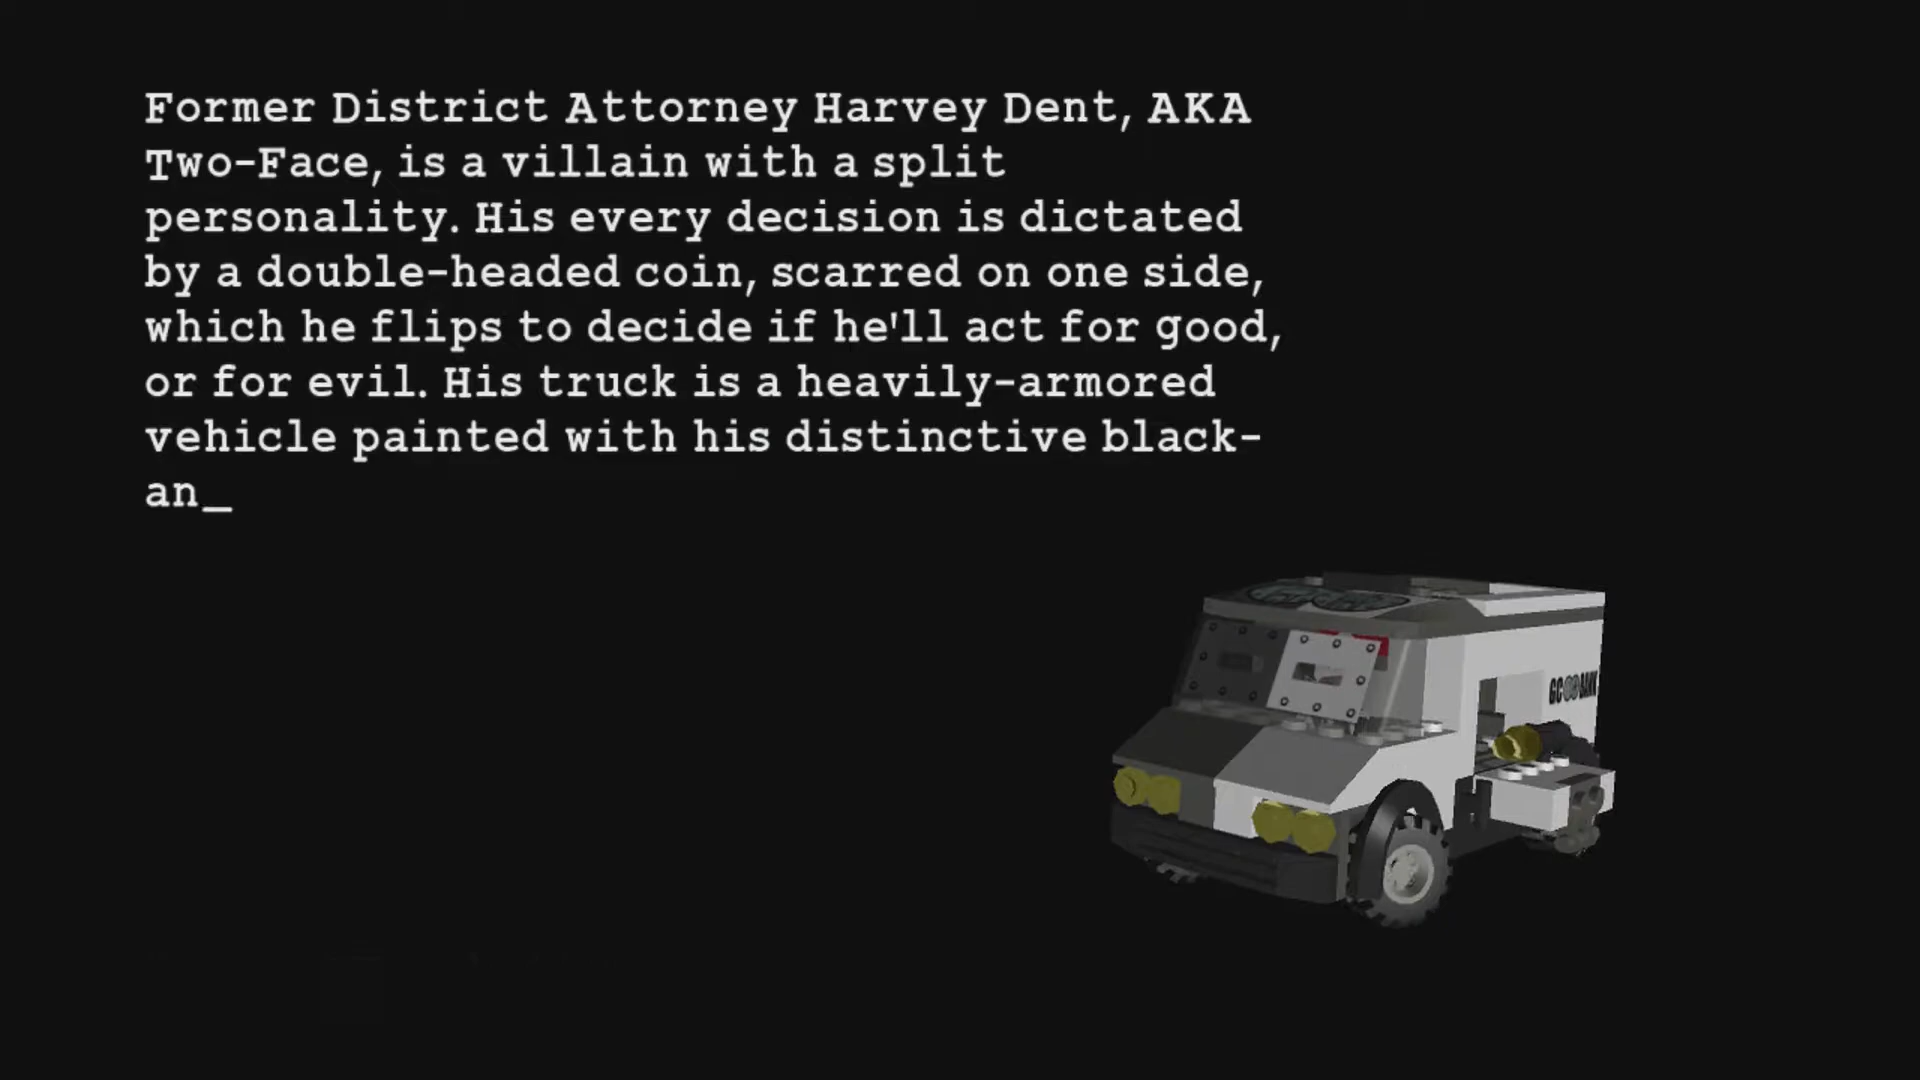 Former District Attorney Harvey Dent, AKA
Two-Face, is a villain with a split
personality. His every decision is dictated
by a double-headed coin, scarred on one side,
which he flips to decide if he'll act for good,
or for evil. His truck is a heavily-armored
vehicle painted with his distinctive black-
an_
GC BANK